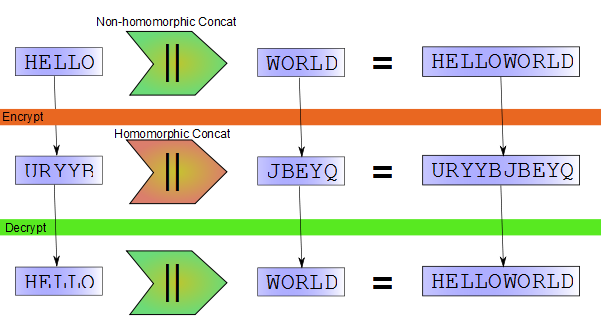 Non-homomorphic Concat
HELLO || WORLD = HELLOWORLD
Encrypt
Homomorphic Concat
URYYB || JBEYQ = URYYBJBEYQ
Decrypt
HELLO || WORLD = HELLOWORLD